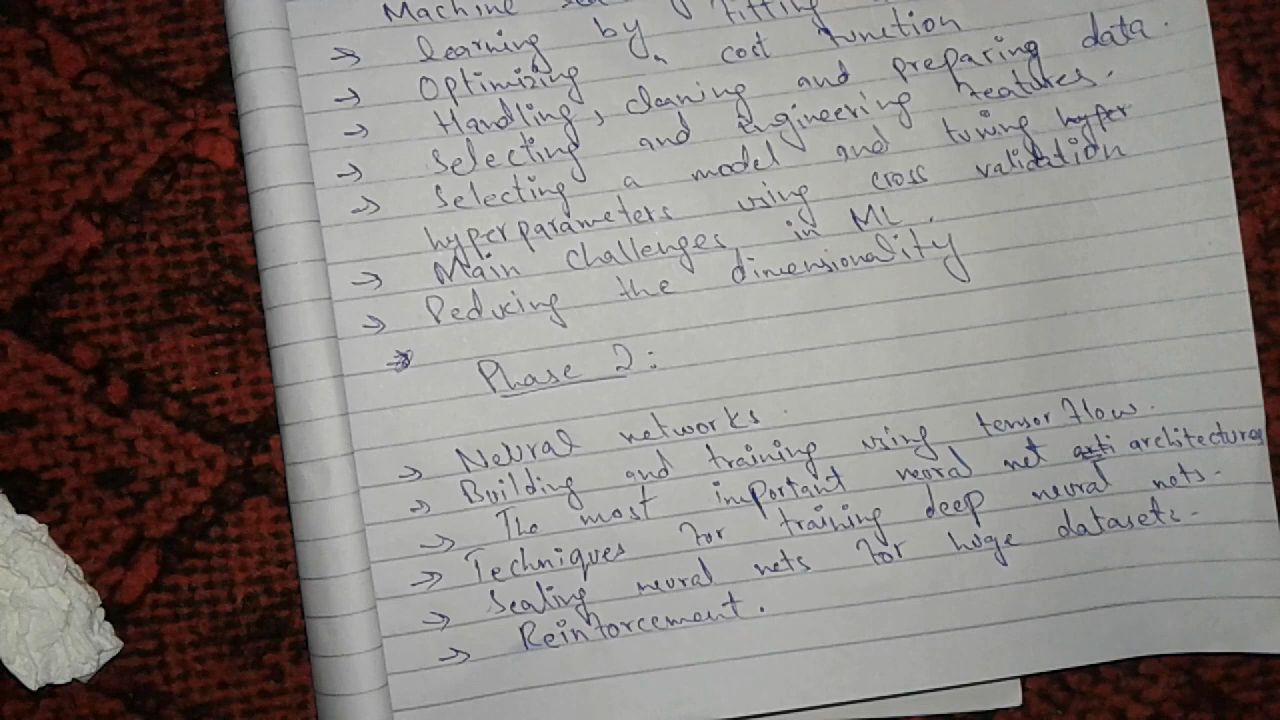 Machine fitting
→ learning by
→ Optimizing a cost function
→ Handling, cleaning and preparing data.
→ Selecting and Engineering features.
→ Selecting a model and tuning hyper
hyperparameters using cross validation
→ Main challenges in ML.
→ Reducing the dimensionality
→
Phase 2:
→ Neural networks.
→ Building and training using tensorflow.
→ The most important neural net arti architectures
→ Techniques for training deep neural nets.
→ Scaling neural nets for huge datasets.
→ Reinforcement.